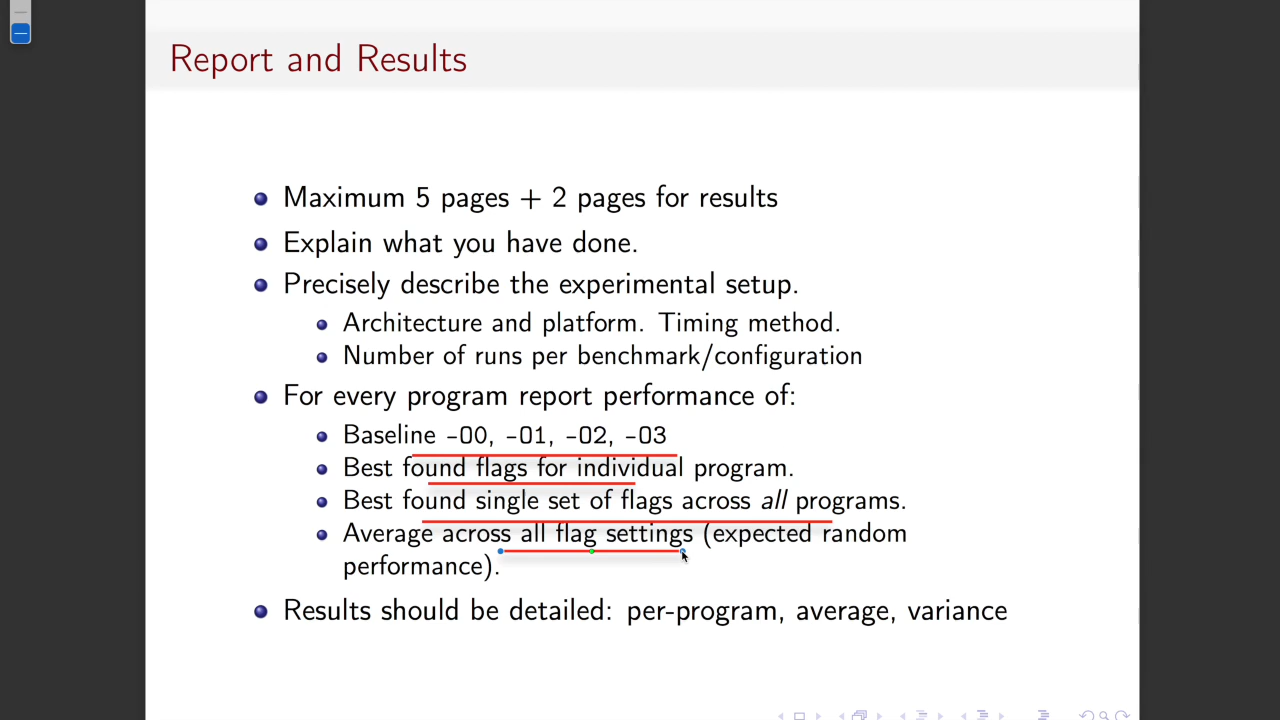 Report and Results
Maximum 5 pages + 2 pages for results
Explain what you have done.
Precisely describe the experimental setup.
Architecture and platform. Timing method.
Number of runs per benchmark/configuration
For every program report performance of:
Baseline -O0, -O1, -O2, -O3
Best found flags for individual program.
Best found single set of flags across all programs.
Average across all flag settings (expected random
performance).
Results should be detailed: per-program, average, variance